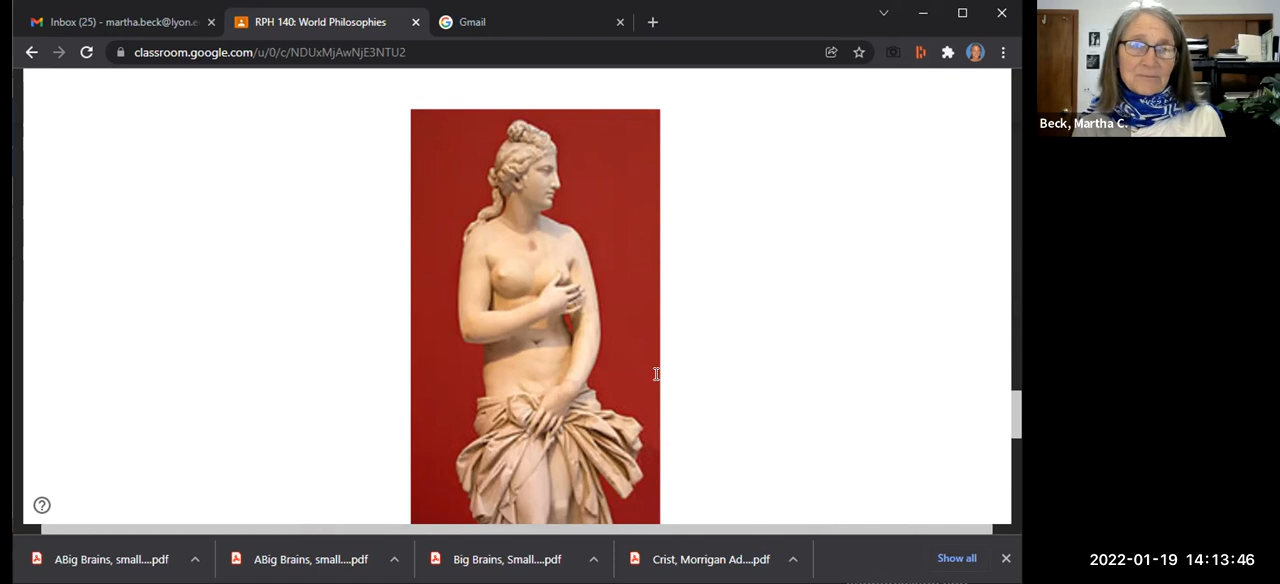 Inbox (25) - martha.beck@lyon.e
RPH 140: World Philosophies
Gmail
classroom.google.com/u/0/c/NDUxMjAwNjE3NTU2
Beck, Martha C.
ABig Brains, small....pdf
ABig Brains, small....pdf
Big Brains, Small....pdf
Crist, Morrigan Ad....pdf
Show all
2022-01-19 14:13:46